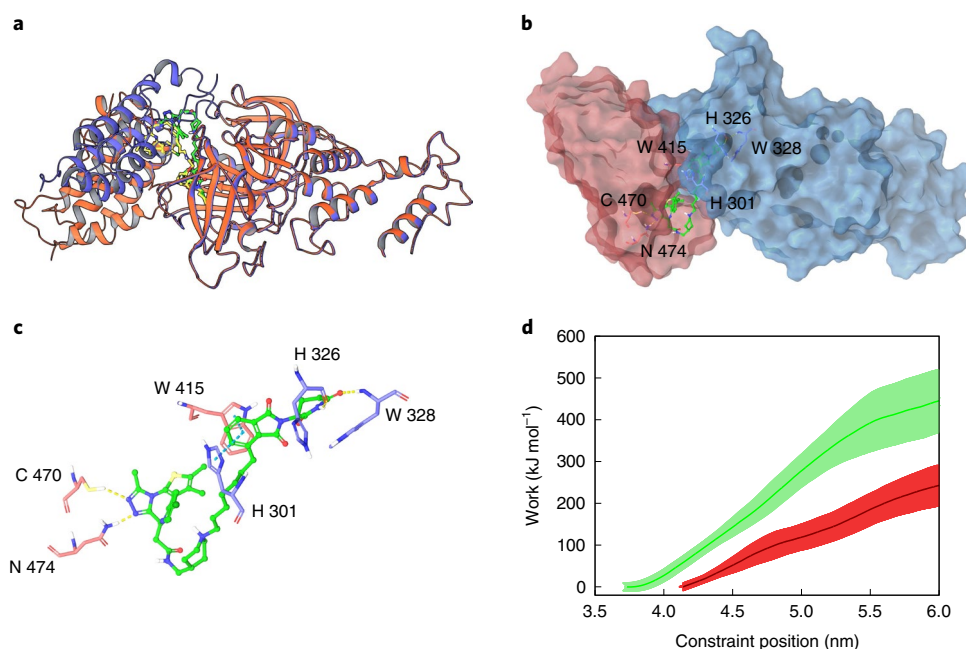 a
b
H 326
W 415
W 328
C 470
H 301
N 474
c
H 326
W 415
W 328
C 470
H 301
N 474
d
600
500
400
300
200
100
0
Work (kJ mol⁻¹)
3.5 4.0 4.5 5.0 5.5 6.0
Constraint position (nm)